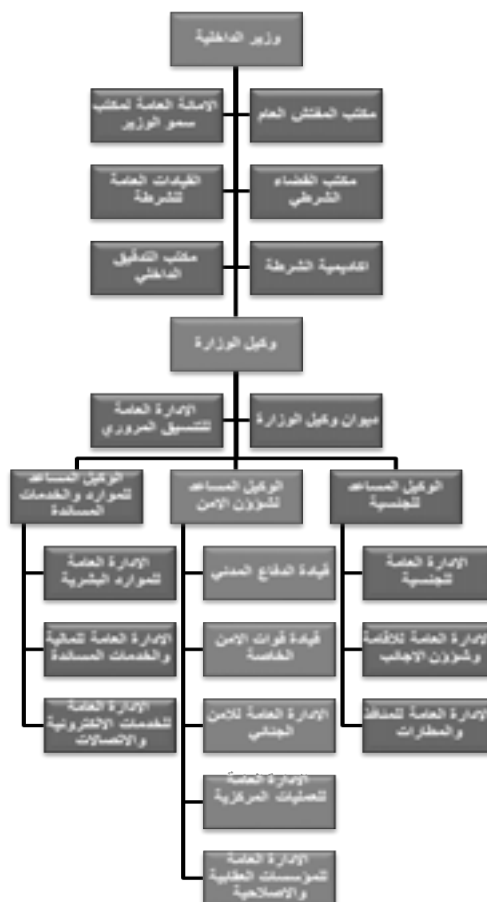 وزير الداخلية
مكتب المفتش العام
الامانة العامة لمكتب
سمو الوزير
مكتب القضاء
الشرطي
القيادات العامة
للشرطة
اكاديمية الشرطة
مكتب التدقيق
الداخلي
وكيل الوزارة
ديوان وكيل الوزارة
الادارة العامة
للتنسيق المروري
الوكيل المساعد
للجنسية
الادارة العامة
للجنسية
الادارة العامة للاقامة
وشؤون الاجانب
الادارة العامة للمنافذ
والمطارات
الوكيل المساعد
لشؤون الامن
قيادة الدفاع المدني
قيادة قوات الامن
الخاصة
الادارة العامة للامن
الجنائي
الادارة العامة
للعمليات المركزية
الادارة العامة
للمؤسسات العقابية
والاصلاحية
الوكيل المساعد
للموارد والخدمات
المساندة
الادارة العامة
للموارد البشرية
الادارة العامة للمالية
والخدمات المساندة
الادارة العامة
للخدمات الالكترونية
والاتصالات